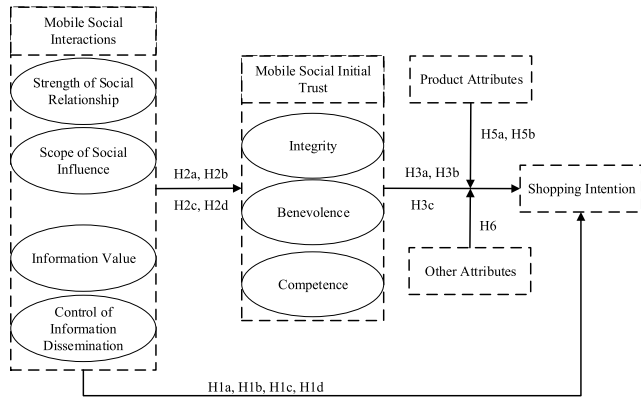 Mobile Social
Interactions
Strength of Social
Relationship
Scope of Social
Influence
Information Value
Control of
Information
Dissemination
H2a, H2b
H2c, H2d
Mobile Social Initial
Trust
Integrity
Benevolence
Competence
H3a, H3b
H3c
Product Attributes
H5a, H5b
H6
Other Attributes
Shopping Intention
H1a, H1b, H1c, H1d